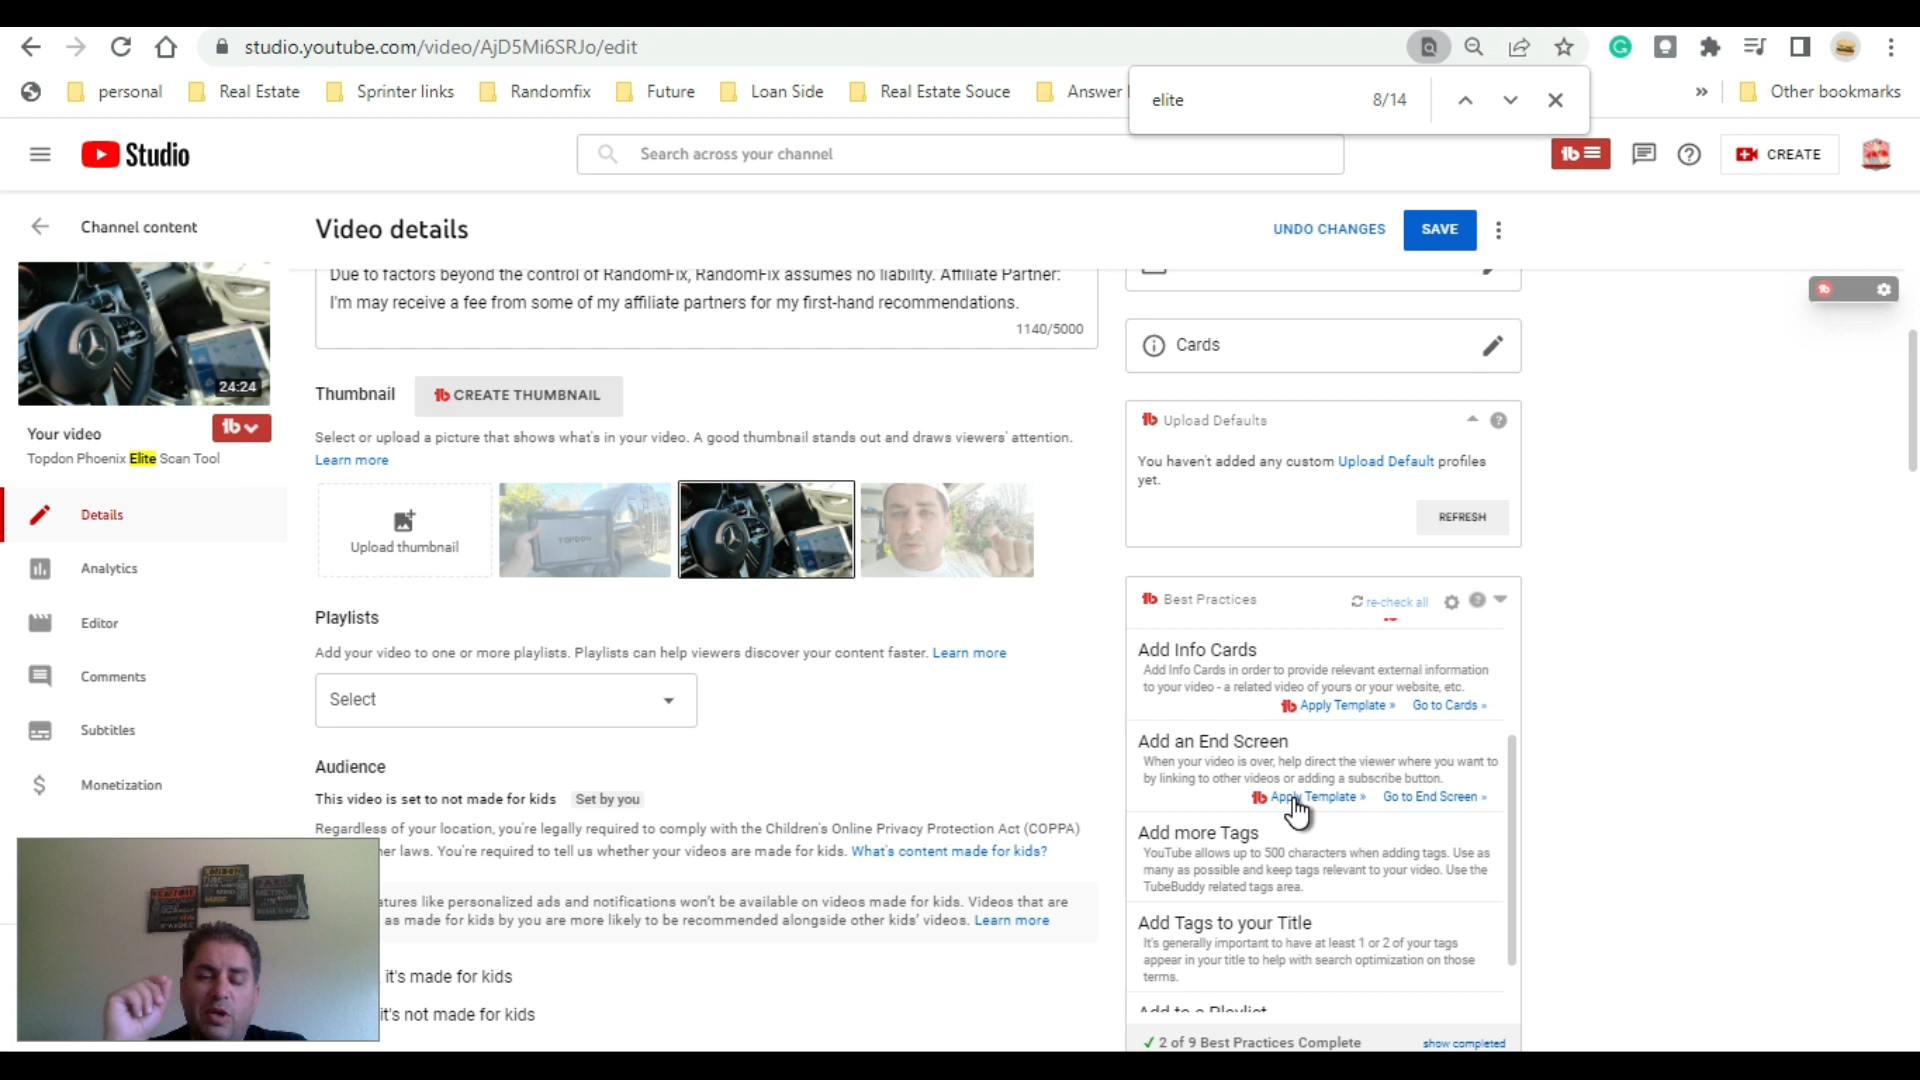 studio.youtube.com/video/AjD5Mi6SRJo/edit
personal
Real Estate
Sprinter links
Randomfix
Future
Loan Side
Real Estate Souce
Answer
»
Other bookmarks
elite
8/14
Studio
Search across your channel
CREATE
Channel content
Video details
UNDO CHANGES
SAVE
24:24
Your video
Topdon Phoenix Elite Scan Tool
Details
Analytics
Editor
Comments
Subtitles
Monetization
Due to factors beyond the control of RandomFix, RandomFix assumes no liability. Affiliate Partner:
I'm may receive a fee from some of my affiliate partners for my first-hand recommendations.
1140/5000
Thumbnail
CREATE THUMBNAIL
Select or upload a picture that shows what's in your video. A good thumbnail stands out and draws viewers' attention.
Learn more
Upload thumbnail
TOPDON
Playlists
Add your video to one or more playlists. Playlists can help viewers discover your content faster. Learn more
Select
Audience
This video is set to not made for kids Set by you
Regardless of your location, you're legally required to comply with the Children's Online Privacy Protection Act (COPPA)
er laws. You're required to tell us whether your videos are made for kids. What's content made for kids?
atures like personalized ads and notifications won't be available on videos made for kids. Videos that are
as made for kids by you are more likely to be recommended alongside other kids' videos. Learn more
it's made for kids
it's not made for kids
Cards
Upload Defaults
You haven't added any custom Upload Default profiles
yet.
REFRESH
Best Practices
re-check all
Add Info Cards
Add Info Cards in order to provide relevant external information
to your video - a related video of yours or your website, etc.
Apply Template » Go to Cards »
Add an End Screen
When your video is over, help direct the viewer where you want to
by linking to other videos or adding a subscribe button.
Apply Template » Go to End Screen »
Add more Tags
YouTube allows up to 500 characters when adding tags. Use as
many as possible and keep tags relevant to your video. Use the
TubeBuddy related tags area.
Add Tags to your Title
It's generally important to have at least 1 or 2 of your tags
appear in your title to help with search optimization on those
terms.
Add to a Playlist
✓ 2 of 9 Best Practices Complete
show completed